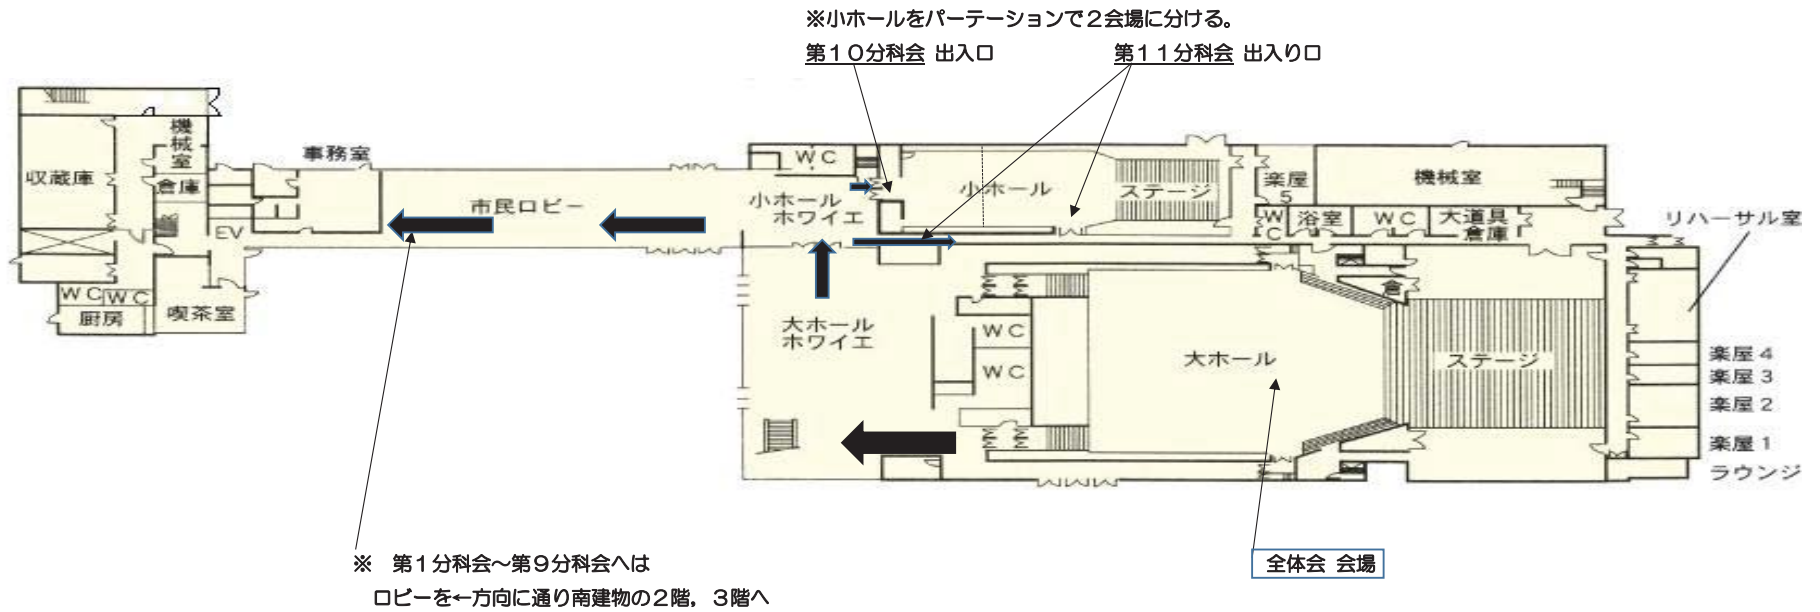 ※小ホールをパーテーションで２会場に分ける。
第１０分科会 出入口
第１１分科会 出入り口
収蔵庫
機械室
倉庫
事務室
EV
WC
WC
厨房
喫茶室
市民ロビー
WC
小ホール
ホワイエ
小ホール
ステージ
楽屋5
機械室
WC
浴室
WC
大道具
倉庫
リハーサル室
大ホール
ホワイエ
WC
WC
大ホール
倉
ステージ
楽屋4
楽屋3
楽屋2
楽屋1
ラウンジ
※　第１分科会～第９分科会へは
ロビーを←方向に通り南建物の２階，３階へ
全体会 会場